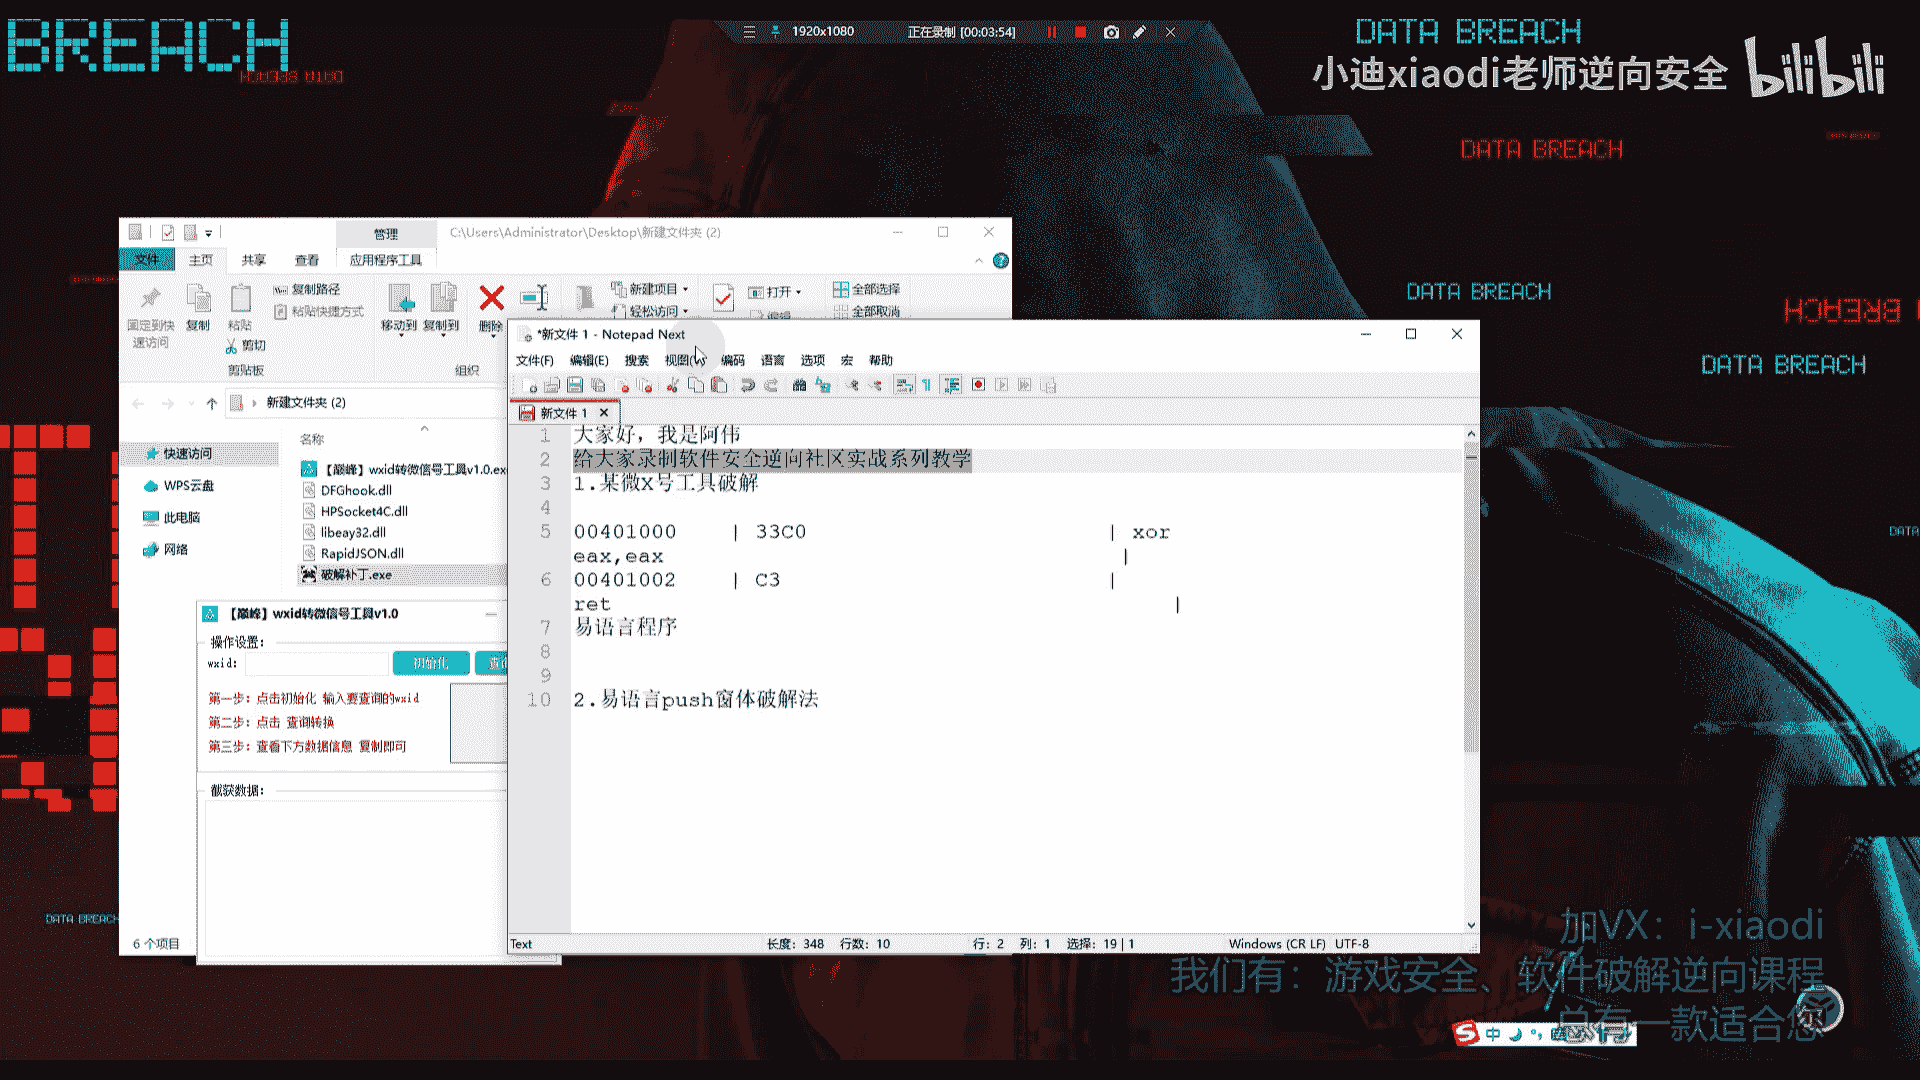 BREACH
DATA BREACH
1920x1080
正在录制 [00:03:54]
DATA BREACH
小迪xiaodi老师逆向安全
bilibili
DATA BREACH
管理
C:\Users\Administrator\Desktop\新建文件夹 (2)
文件
主页
共享
查看
应用程序工具
DATA BREACH
BREACH
DATA BREACH
固定到快
速访问
复制
粘贴
复制路径
粘贴快捷方式
剪切
剪贴板
移动到
复制到
删除
组织
新建项目
轻松访问
打开
编辑
全部选择
全部取消
新建文件夹 (2)
快速访问
WPS云盘
此电脑
网络
名称
【巅峰】wxid转微信号工具v1.0.ex
DFGhook.dll
HPSocket4C.dll
libeay32.dll
RapidJSON.dll
破解补丁.exe
6 个项目
【巅峰】wxid转微信号工具v1.0
操作设置:
wxid:
初始化
第一步: 点击初始化 输入要查询的wxid
第二步: 点击 查询转换
第三步: 查看下方数据信息 复制即可
截获数据:
*新文件 1 - Notepad Next
文件(F) 编辑(E) 搜索 视图(V) 编码 语言 选项 宏 帮助
新文件 1
1 大家好，我是阿伟
2 给大家录制软件安全逆向社区实战系列教学
3 1.某微X号工具破解
4
5 00401000 | 33C0 | xor
eax,eax |
6 00401002 | C3 |
ret |
7 易语言程序
8
9
10 2.易语言push窗体破解法
Text
长度: 348 行数: 10
行: 2 列: 1 选择: 19 | 1
Windows (CR LF) UTF-8
DATA
DATA BREACH
加VX: i-xiaodi
我们有: 游戏安全、软件破解逆向课程
总有一款适合您
中